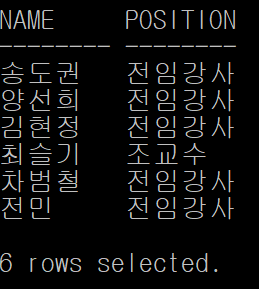 NAME POSITION
-------- --------
송도권 전임강사
양선희 전임강사
김현정 전임강사
최슬기 조교수
차범철 전임강사
전민 전임강사
6 rows selected.